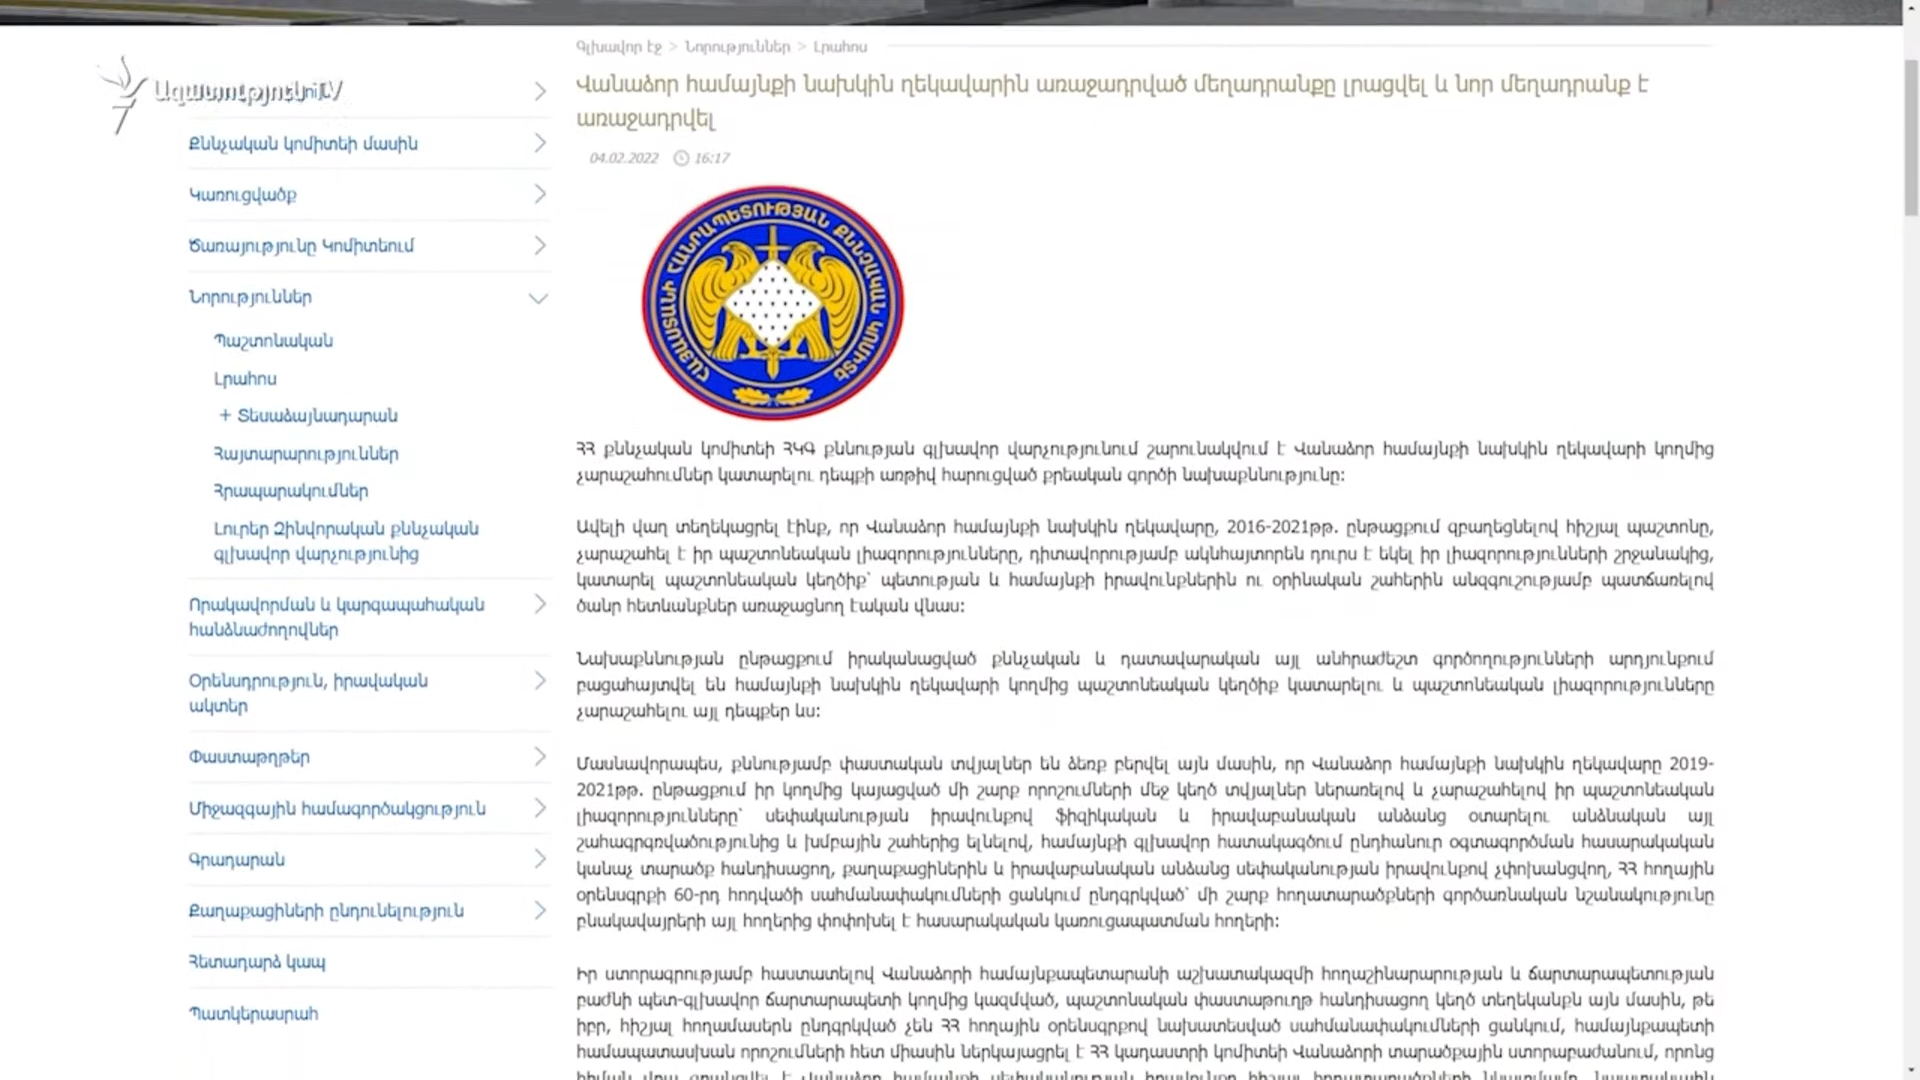 Ազատություն TV
Քննչական կոմիտեի մասին
Կառուցվածք
Ծառայությունը Կոմիտեում
Նորություններ
Պաշտոնական
Լրահոս
+ Տեսաձայնադարան
Հայտարարություններ
Հրապարակումներ
Լուրեր Զինվորական քննչական
գլխավոր վարչությունից
Որակավորման և կարգապահական
հանձնաժողովներ
Օրենսդրություն, իրավական
ակտեր
Փաստաթղթեր
Միջազգային համագործակցություն
Գրադարան
Քաղաքացիների ընդունելություն
Հետադարձ կապ
Պատկերասրահ
Գլխավոր էջ > Նորություններ > Լրահոս
Վանաձոր համայնքի նախկին ղեկավարին առաջադրված մեղադրանքը լրացվել և նոր մեղադրանք է
առաջադրվել
04.02.2022 16:17
ՀԱՅԱՍՏԱՆԻ ՀԱՆՐԱՊԵՏՈՒԹՅԱՆ ՔՆՆՉԱԿԱՆ ԿՈՄԻՏԵ
ՀՀ քննչական կոմիտեի ՀԿԳ քննության գլխավոր վարչությունում շարունակվում է Վանաձոր համայնքի նախկին ղեկավարի կողմից
չարաշահումներ կատարելու դեպքի առթիվ հարուցված քրեական գործի նախաքննությունը:
Ավելի վաղ տեղեկացրել էինք, որ Վանաձոր համայնքի նախկին ղեկավարը, 2016-2021թթ. ընթացքում զբաղեցնելով հիշյալ պաշտոնը,
չարաշահել է իր պաշտոնեական լիազորությունները, դիտավորությամբ ակնհայտորեն դուրս է եկել իր լիազորությունների շրջանակից,
կատարել պաշտոնեական կեղծիք՝ պետության և համայնքի իրավունքներին ու օրինական շահերին անզգուշությամբ պատճառելով
ծանր հետևանքներ առաջացնող էական վնաս:
Նախաքննության ընթացքում իրականացված քննչական և դատավարական այլ անհրաժեշտ գործողությունների արդյունքում
բացահայտվել են համայնքի նախկին ղեկավարի կողմից պաշտոնեական կեղծիք կատարելու և պաշտոնեական լիազորությունները
չարաշահելու այլ դեպքեր ևս:
Մասնավորապես, քննությամբ փաստական տվյալներ են ձեռք բերվել այն մասին, որ Վանաձոր համայնքի նախկին ղեկավարը 2019-
2021թթ. ընթացքում իր կողմից կայացված մի շարք որոշումների մեջ կեղծ տվյալներ ներառելով և չարաշահելով իր պաշտոնեական
լիազորությունները՝ սեփականության իրավունքով ֆիզիկական և իրավաբանական անձանց օտարելու անձնական այլ
շահագրգռվածությունից և խմբային շահերից ելնելով, համայնքի գլխավոր հատակագծում ընդհանուր օգտագործման հասարակական
կանաչ տարածք հանդիսացող, քաղաքացիներին և իրավաբանական անձանց սեփականության իրավունքով չփոխանցվող, ՀՀ հողային
օրենսգրքի 60-րդ հոդվածի սահմանափակումների ցանկում ընդգրկված՝ մի շարք հողատարածքների գործառնական նշանակությունը
բնակավայրերի այլ հողերից փոփոխել է հասարակական կառուցապատման հողերի:
Իր ստորագրությամբ հաստատելով Վանաձորի համայնքապետարանի աշխատակազմի հողաշինարարության և ճարտարապետության
բաժնի պետ-գլխավոր ճարտարապետի կողմից կազմված, պաշտոնական փաստաթուղթ հանդիսացող կեղծ տեղեկանքն այն մասին, թե
իբր, հիշյալ հողամասերն ընդգրկված չեն ՀՀ հողային օրենսգրքով նախատեսված սահմանափակումների ցանկում, համայնքապետի
համապատասխան որոշումների հետ միասին ներկայացրել է ՀՀ կադաստրի կոմիտեի Վանաձորի տարածքային ստորաբաժանում, որոնց